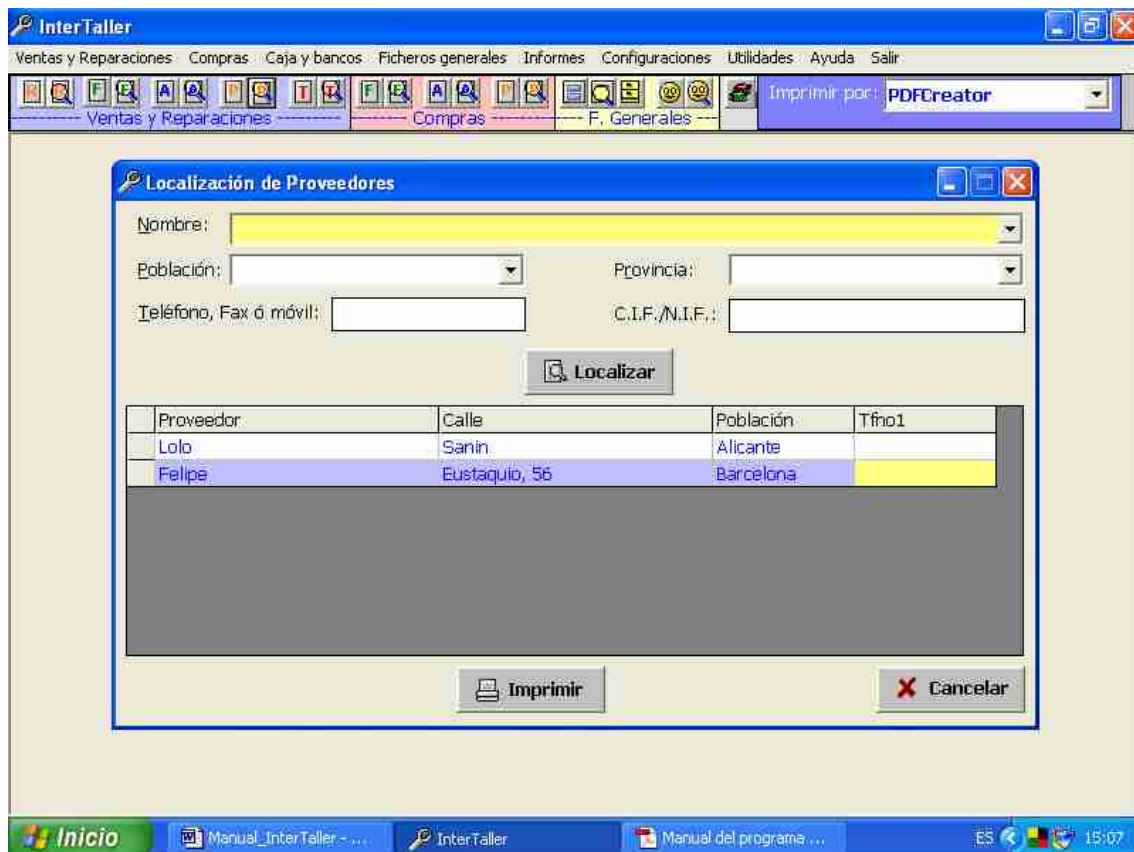 InterTaller
Ventas y Reparaciones Compras Caja y bancos Ficheros generales Informes Configuraciones Utilidades Ayuda Salir
R R F F A A P P T T F F A A P P Imprimir por: PDFCreator
Ventas y Reparaciones Compras F. Generales
Localización de Proveedores
Nombre:
Población: Provincia:
Teléfono, Fax ó móvil: C.I.F./N.I.F.:
Localizar
Proveedor Calle Población Tfno1
Lolo Sanin Alicante
Felipe Eustaquio, 56 Barcelona
Imprimir Cancelar
Inicio Manual_InterTaller - ... InterTaller Manual del programa ... ES 15:07